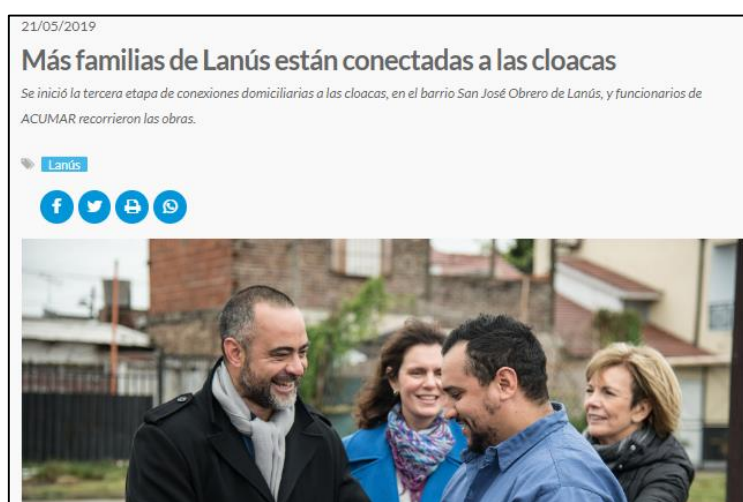 21/05/2019
Más familias de Lanús están conectadas a las cloacas
Se inició la tercera etapa de conexiones domiciliarias a las cloacas, en el barrio San José Obrero de Lanús, y funcionarios de
ACUMAR recorrieron las obras.
Lanús